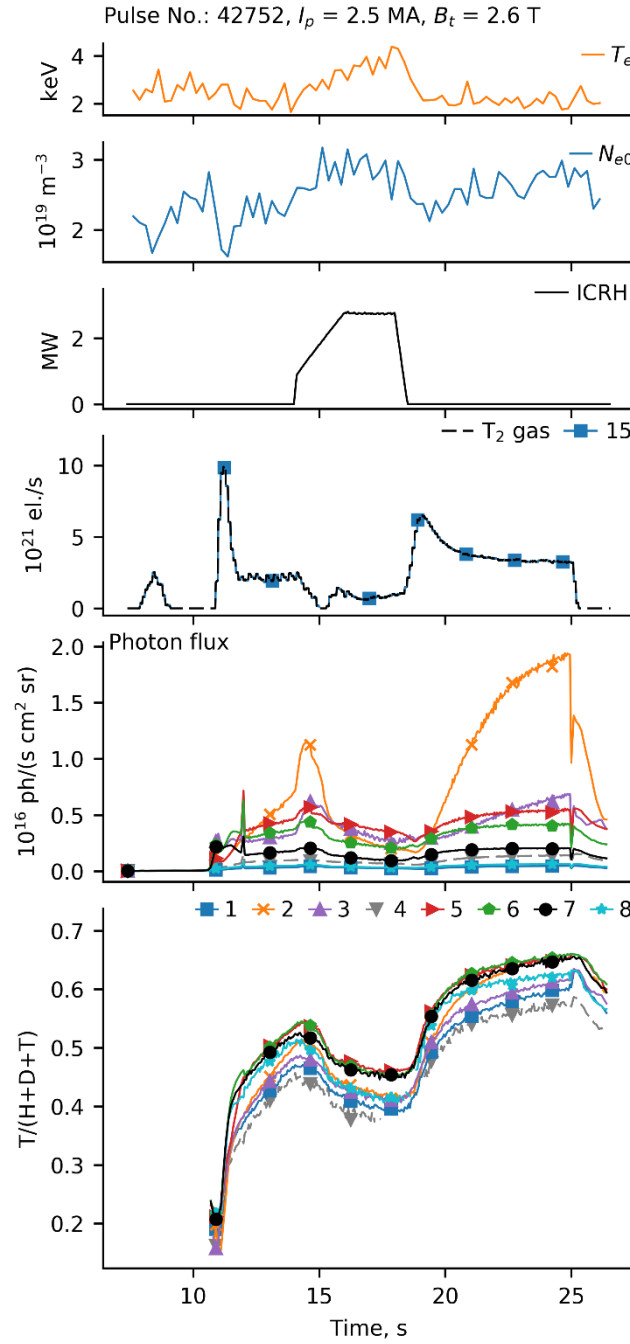 Pulse No.: 42752, I_p = 2.5 MA, B_t = 2.6 T
4
2
keV
T_e
3
2
10^19 m^-3
N_e0
2
0
MW
ICRH
10
5
0
10^21 el./s
T_2 gas 15
Photon flux
2.0
1.5
1.0
0.5
0.0
10^16 ph/(s cm^2 sr)
1 2 3 4 5 6 7 8
0.7
0.6
0.5
0.4
0.3
0.2
T/(H+D+T)
10 15 20 25
Time, s